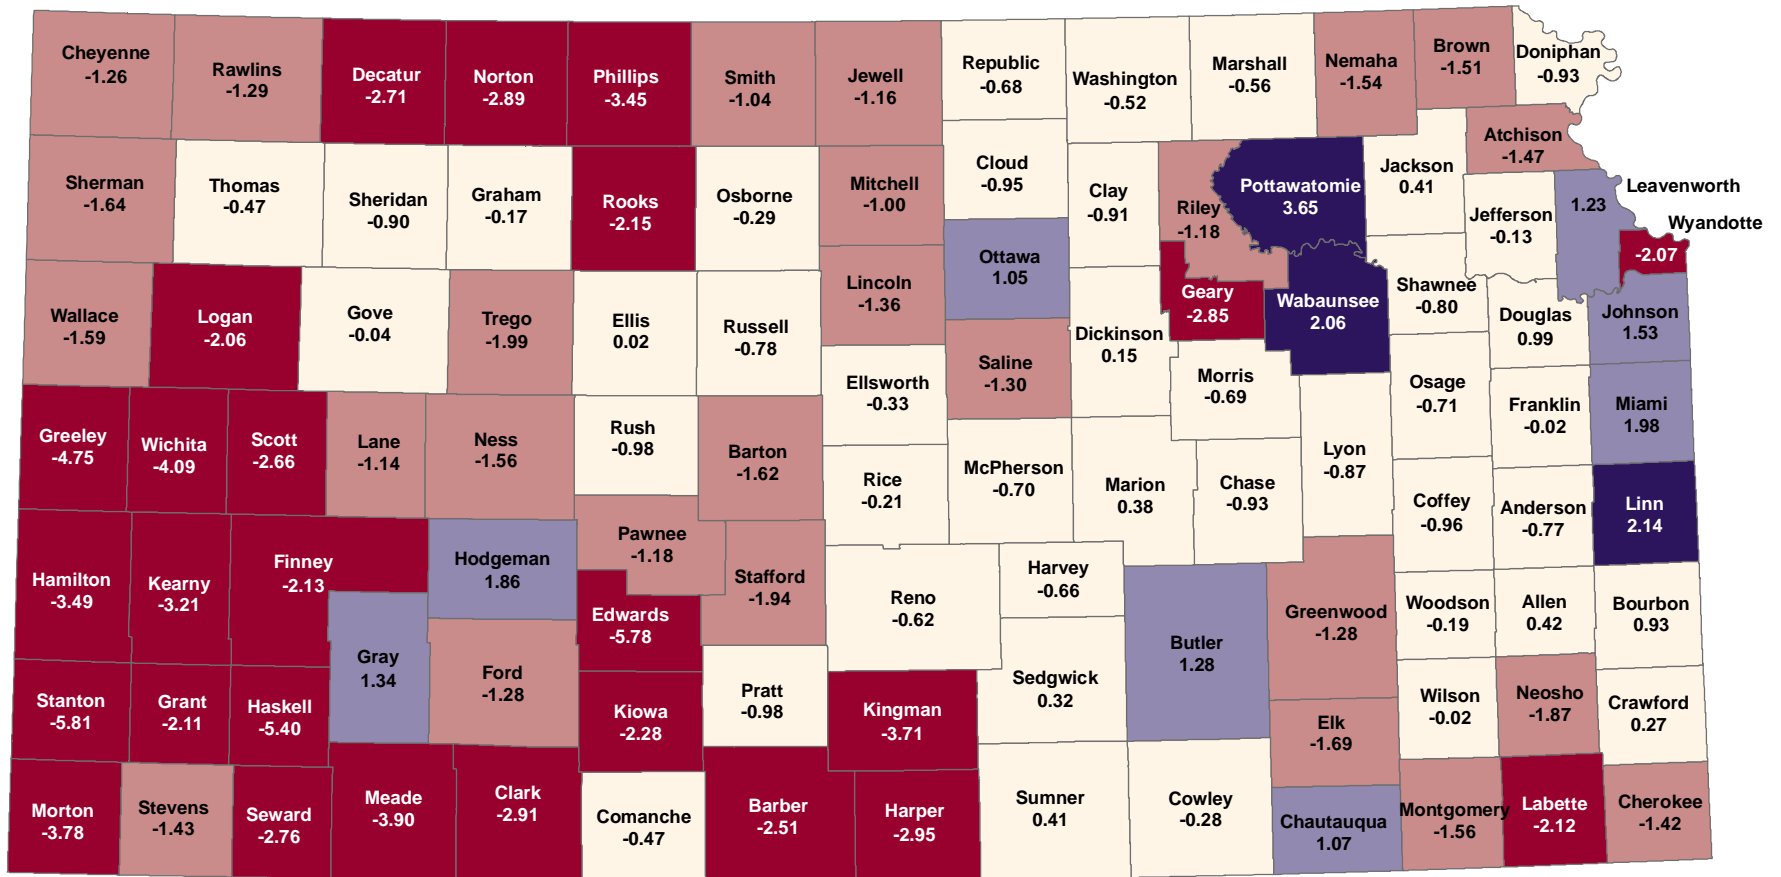 Cheyenne
-1.26
Rawlins
-1.29
Decatur
-2.71
Norton
-2.89
Phillips
-3.45
Smith
-1.04
Jewell
-1.16
Republic
-0.68
Washington
-0.52
Marshall
-0.56
Nemaha
-1.54
Brown
-1.51
Doniphan
-0.93
Sherman
-1.64
Thomas
-0.47
Sheridan
-0.90
Graham
-0.17
Rooks
-2.15
Osborne
-0.29
Mitchell
-1.00
Cloud
-0.95
Clay
-0.91
Riley
-1.18
Pottawatomie
3.65
Jackson
0.41
Atchison
-1.47
Jefferson
-0.13
Leavenworth
1.23
Wyandotte
-2.07
Wallace
-1.59
Logan
-2.06
Gove
-0.04
Trego
-1.99
Ellis
0.02
Russell
-0.78
Lincoln
-1.36
Ottawa
1.05
Saline
-1.30
Dickinson
0.15
Geary
-2.85
Wabaunsee
2.06
Shawnee
-0.80
Douglas
0.99
Johnson
1.53
Greeley
-4.75
Wichita
-4.09
Scott
-2.66
Lane
-1.14
Ness
-1.56
Rush
-0.98
Barton
-1.62
Ellsworth
-0.33
Rice
-0.21
McPherson
-0.70
Marion
0.38
Morris
-0.69
Chase
-0.93
Lyon
-0.87
Osage
-0.71
Franklin
-0.02
Miami
1.98
Coffey
-0.96
Anderson
-0.77
Linn
2.14
Hamilton
-3.49
Kearny
-3.21
Finney
-2.13
Hodgeman
1.86
Pawnee
-1.18
Edwards
-5.78
Stafford
-1.94
Reno
-0.62
Harvey
-0.66
Butler
1.28
Greenwood
-1.28
Woodson
-0.19
Allen
0.42
Bourbon
0.93
Stanton
-5.81
Grant
-2.11
Haskell
-5.40
Gray
1.34
Ford
-1.28
Kiowa
-2.28
Pratt
-0.98
Kingman
-3.71
Sedgwick
0.32
Elk
-1.69
Wilson
-0.02
Neosho
-1.87
Crawford
0.27
Morton
-3.78
Stevens
-1.43
Seward
-2.76
Meade
-3.90
Clark
-2.91
Comanche
-0.47
Barber
-2.51
Harper
-2.95
Sumner
0.41
Cowley
-0.28
Chautauqua
1.07
Montgomery
-1.56
Labette
-2.12
Cherokee
-1.42